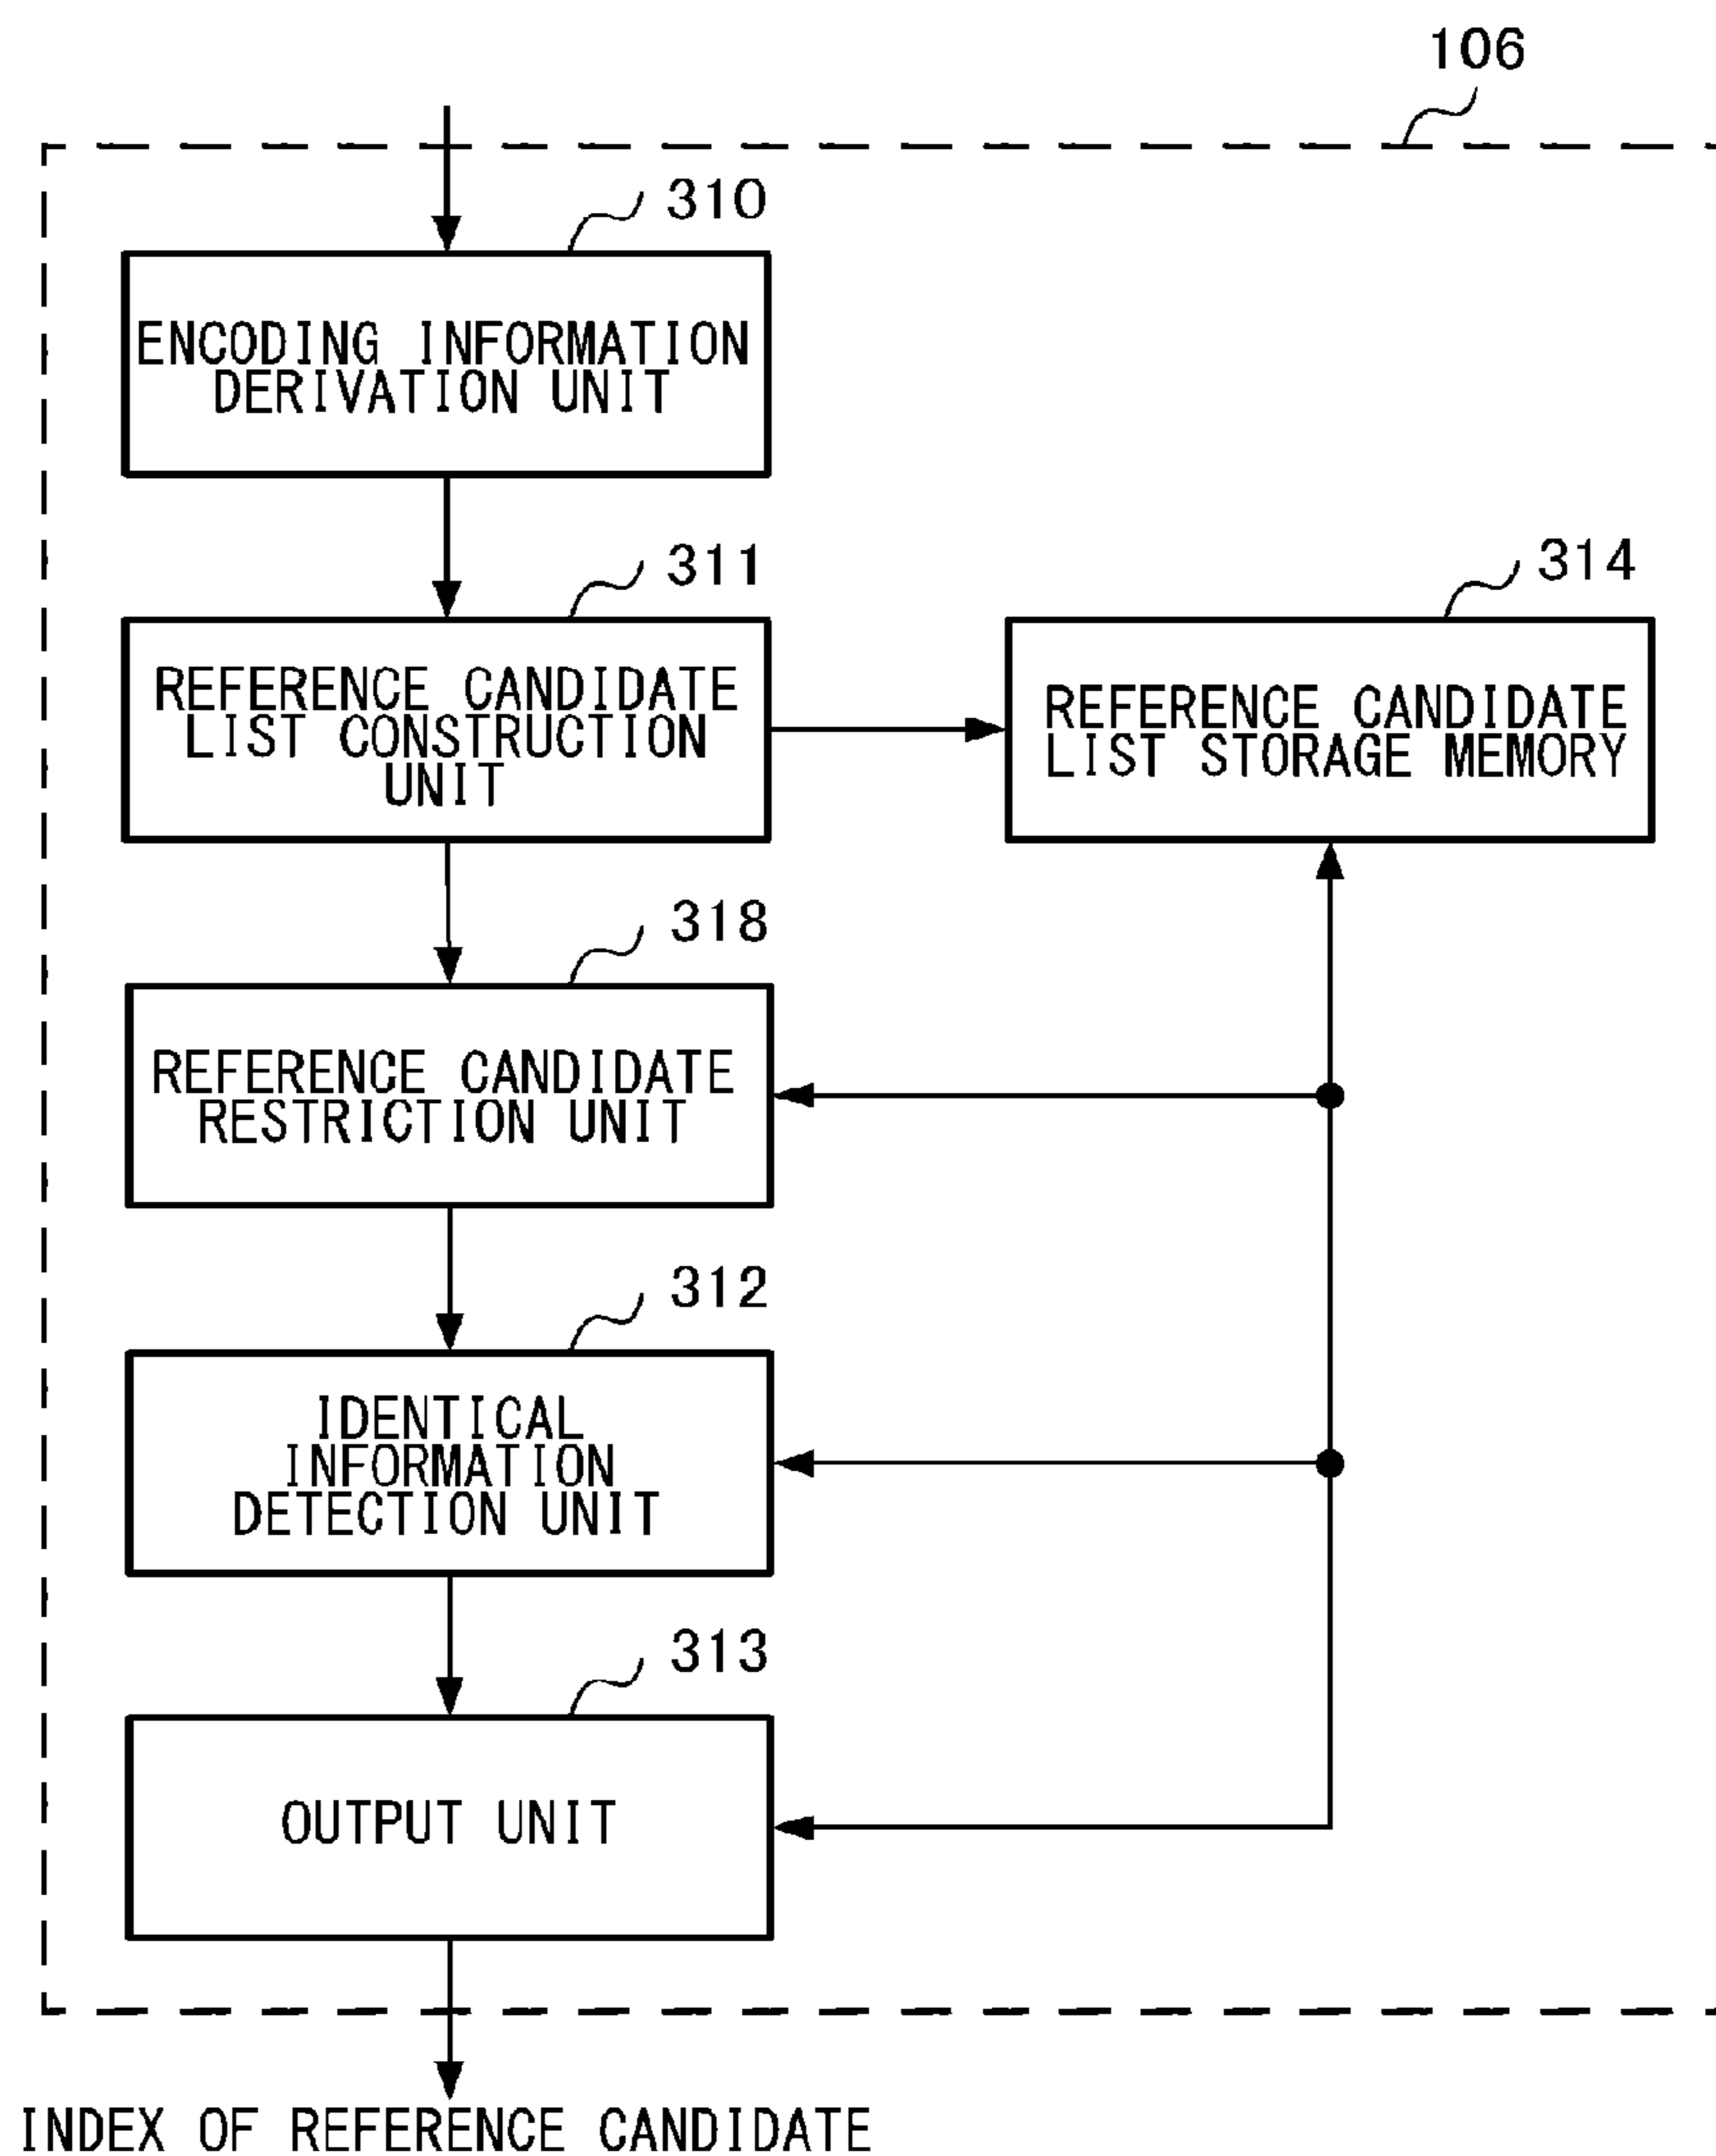 106
310
ENCODING INFORMATION
DERIVATION UNIT
311
REFERENCE CANDIDATE
LIST CONSTRUCTION
UNIT
314
REFERENCE CANDIDATE
LIST STORAGE MEMORY
318
REFERENCE CANDIDATE
RESTRICTION UNIT
312
IDENTICAL
INFORMATION
DETECTION UNIT
313
OUTPUT UNIT
INDEX OF REFERENCE CANDIDATE